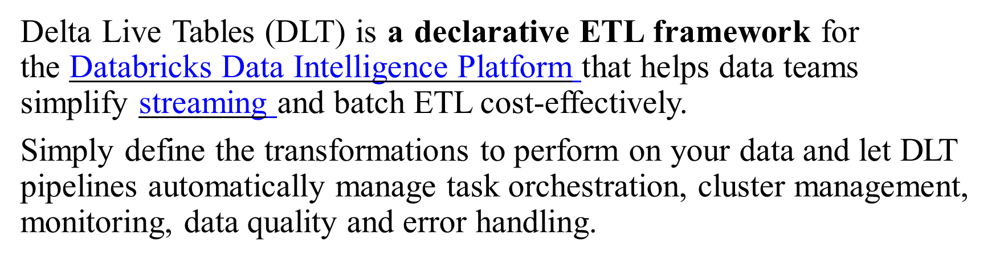 Delta Live Tables (DLT) is a declarative ETL framework for
the Databricks Data Intelligence Platform that helps data teams
simplify streaming and batch ETL cost-effectively.
Simply define the transformations to perform on your data and let DLT
pipelines automatically manage task orchestration, cluster management,
monitoring, data quality and error handling.